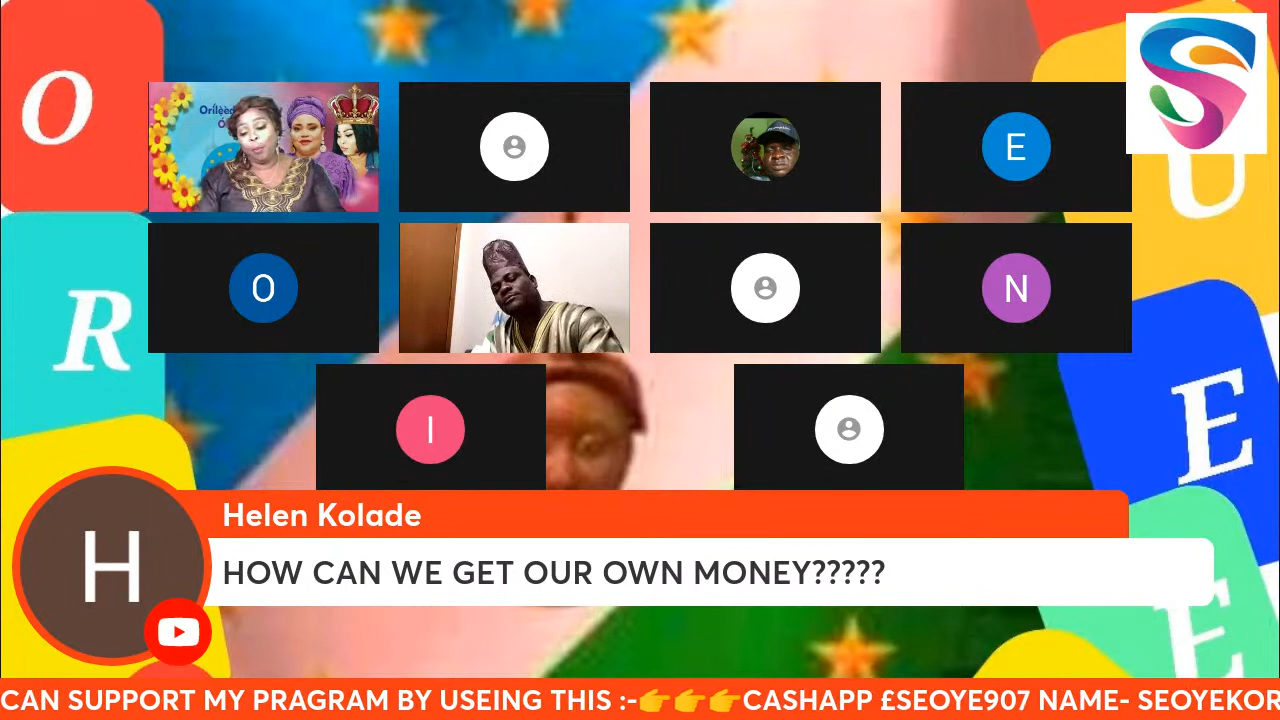 O
R
U
E
E
S
Orílèèd
Ó
E
O
N
I
H
Helen Kolade
HOW CAN WE GET OUR OWN MONEY?????
CAN SUPPORT MY PRAGRAM BY USEING THIS :-👉👉👉CASHAPP £SEOYE907 NAME- SEOYEKOR